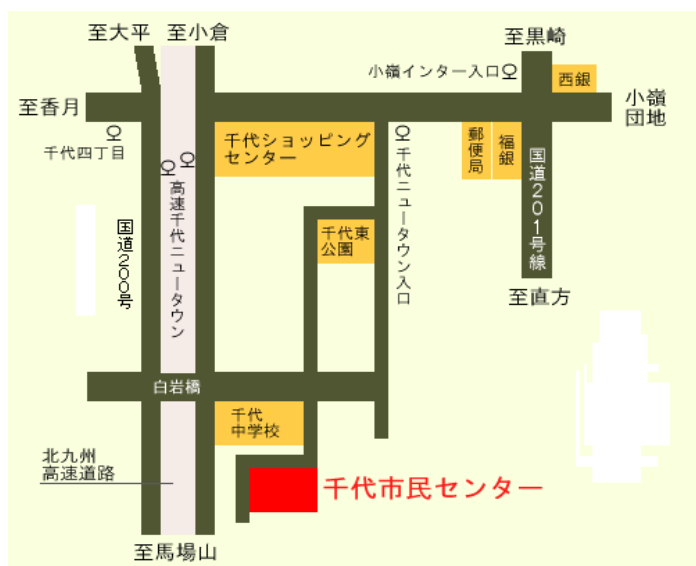 至大平
至小倉
至黒崎
小嶺インター入口
西銀
至香月
小嶺
団地
千代四丁目
千代ショッピング
センター
郵便局
福銀
千代ニュータウン入口
国道201号線
高速千代ニュータウン
国道200号
千代東
公園
至直方
白岩橋
千代
中学校
北九州
高速道路
千代市民センター
至馬場山